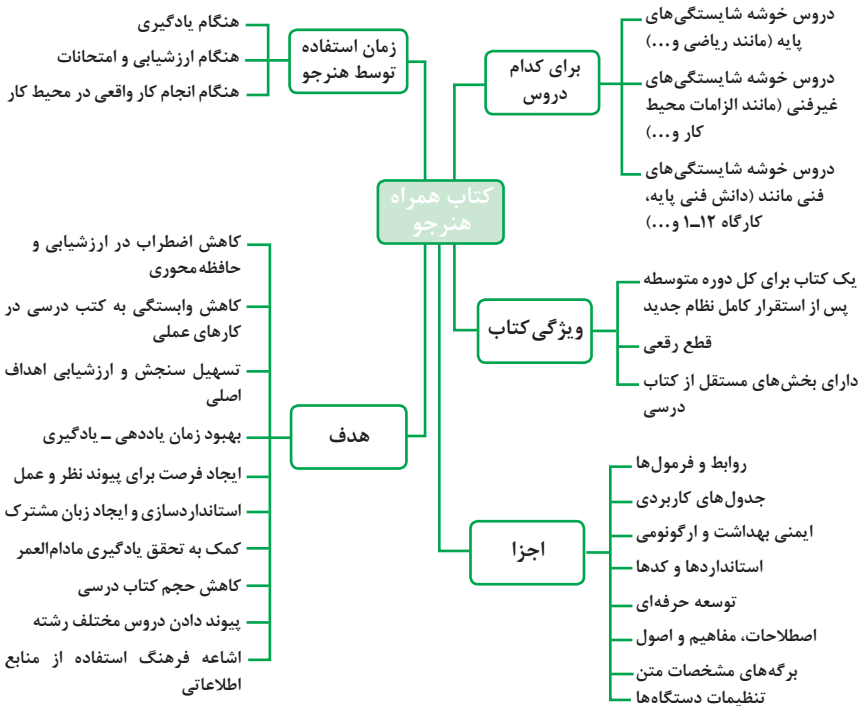 کتاب همراه
هنرجو
برای کدام
دروس
دروس خوشه شایستگی‌های
پایه (مانند ریاضی و...)
دروس خوشه شایستگی‌های
غیرفنی (مانند الزامات محیط
کار و...)
دروس خوشه شایستگی‌های
فنی مانند (دانش فنی پایه،
کارگاه ۱۲ــ۱ و...)
ویژگی کتاب
یک کتاب برای کل دوره متوسطه
پس از استقرار کامل نظام جدید
قطع رقعی
دارای بخش‌های مستقل از کتاب
درسی
اجزا
روابط و فرمول‌ها
جدول‌های کاربردی
ایمنی بهداشت و ارگونومی
استانداردها و کدها
توسعه حرفه‌ای
اصطلاحات، مفاهیم و اصول
برگه‌های مشخصات متن
تنظیمات دستگاه‌ها
زمان استفاده
توسط هنرجو
هنگام یادگیری
هنگام ارزشیابی و امتحانات
هنگام انجام کار واقعی در محیط کار
هدف
کاهش اضطراب در ارزشیابی و
حافظه‌محوری
کاهش وابستگی به کتب درسی در
کارهای عملی
تسهیل سنجش و ارزشیابی اهداف
اصلی
بهبود زمان یاددهی ــ یادگیری
ایجاد فرصت برای پیوند نظر و عمل
استانداردسازی و ایجاد زبان مشترک
کمک به تحقق یادگیری مادام‌العمر
کاهش حجم کتاب درسی
پیوند دادن دروس مختلف رشته
اشاعه فرهنگ استفاده از منابع
اطلاعاتی